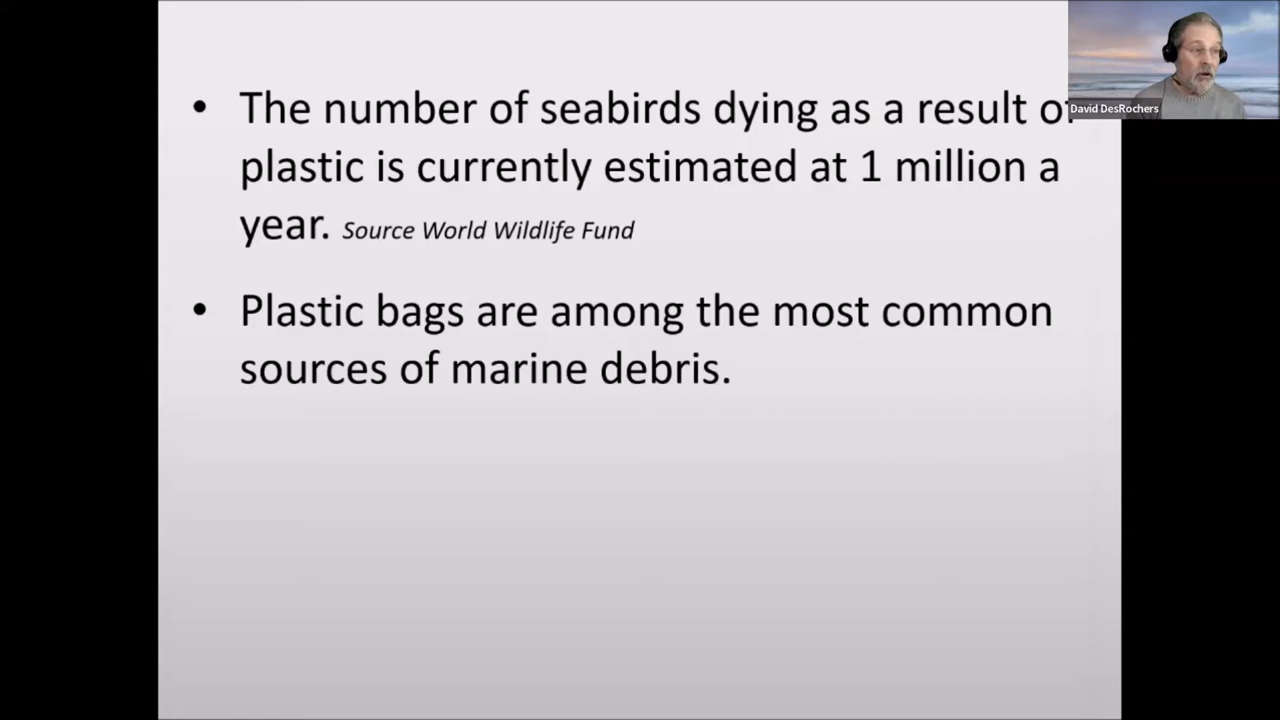 • The number of seabirds dying as a result
plastic is currently estimated at 1 million a
year. Source World Wildlife Fund
• Plastic bags are among the most common
sources of marine debris.
David DesRochers